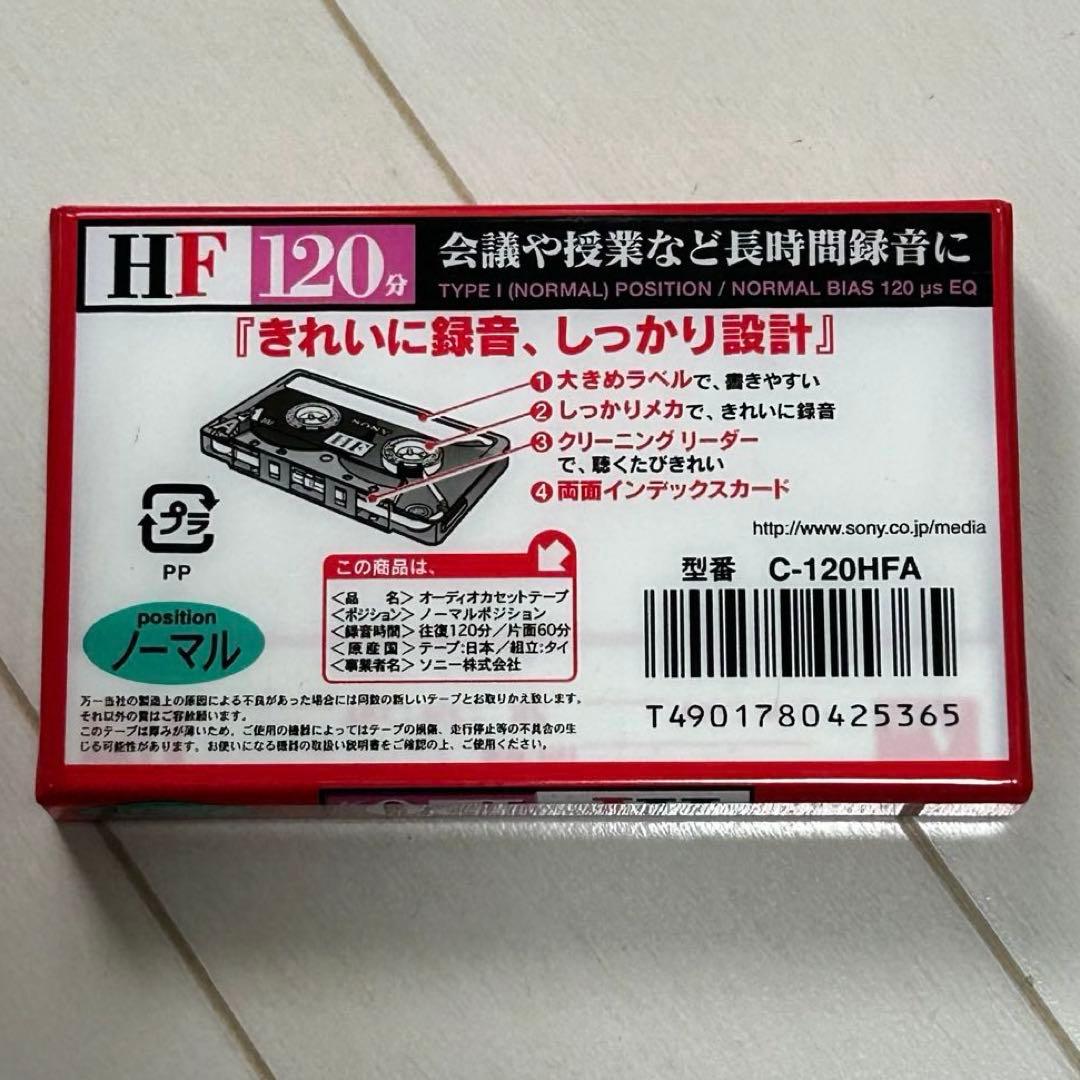 HF 120分 会議や授業など長時間録音に
TYPE I (NORMAL) POSITION / NORMAL BIAS 120 μs EQ
『きれいに録音、しっかり設計』
❶大きめラベルで、書きやすい
❷しっかりメカで、きれいに録音
❸クリーニングリーダー
で、聴くたびきれい
❹両面インデックスカード
SONY
HF
A
プラ
PP
http://www.sony.co.jp/media
型番 C-120HFA
T4901780425365
position
ノーマル
この商品は、
<品　名>オーディオカセットテープ
<ポジション>ノーマルポジション
<録音時間>往復120分/片面60分
<原産国>テープ:日本/組立:タイ
<事業者名>ソニー株式会社
万一当社の製造上の原因による不良があった場合には同数の新しいテープとお取りかえ致します。
それ以外の責はご容赦願います。
このテープは厚みが薄いため、ご使用の機器によってはテープの損傷、走行停止等の不具合の生
じる可能性があります。お使いになる機器の取扱い説明書をご確認の上、ご使用ください。